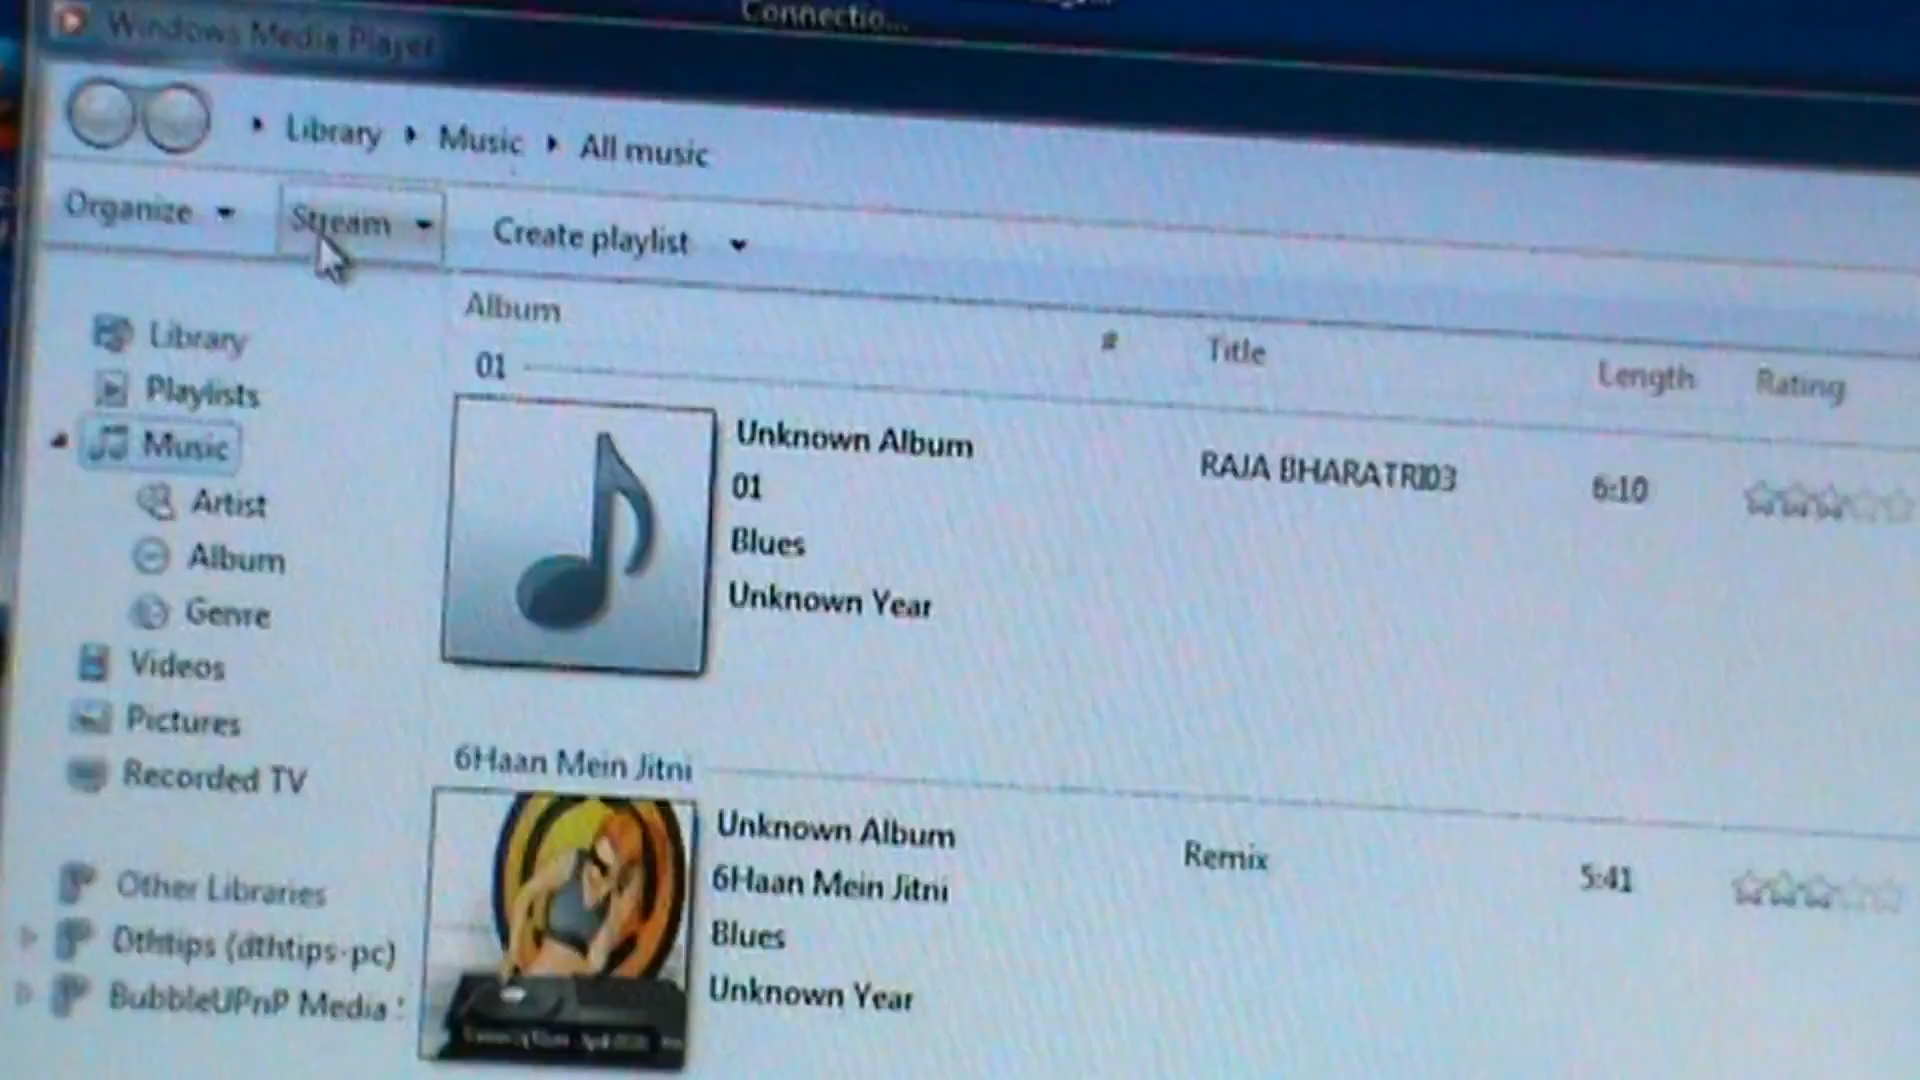 Connectio...
Windows Media Player
Library Music All music
Organize Stream Create playlist
Album # Title Length Rating
01
Unknown Album RAJA BHARATRI03 6:10
01
Blues
Unknown Year
6Haan Mein Jitni
Unknown Album Remix 5:41
6Haan Mein Jitni
Blues
Unknown Year
Library
Playlists
Music
Artist
Album
Genre
Videos
Pictures
Recorded TV
Other Libraries
Dthtips (dthtips-pc)
BubbleUPnP Media